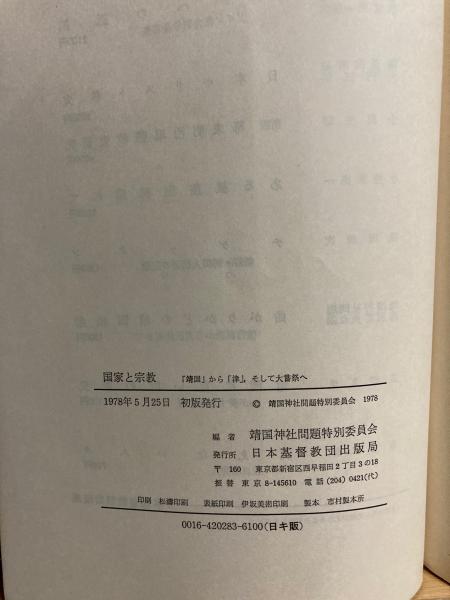 国家と宗教 『靖国』から「津」、そして大嘗祭へ
1978年5月25日 初版発行 © 靖国神社問題特別委員会 1978
編者 靖国神社問題特別委員会
発行所 日本基督教団出版局
〒160 東京都新宿区西早稲田2丁目3の18
振替 東京8-145610 電話(204)0421(代)
印刷 松濤印刷 表紙印刷 伊坂美術印刷 製本 市村製本所
0016-420283-6100(日キ販)